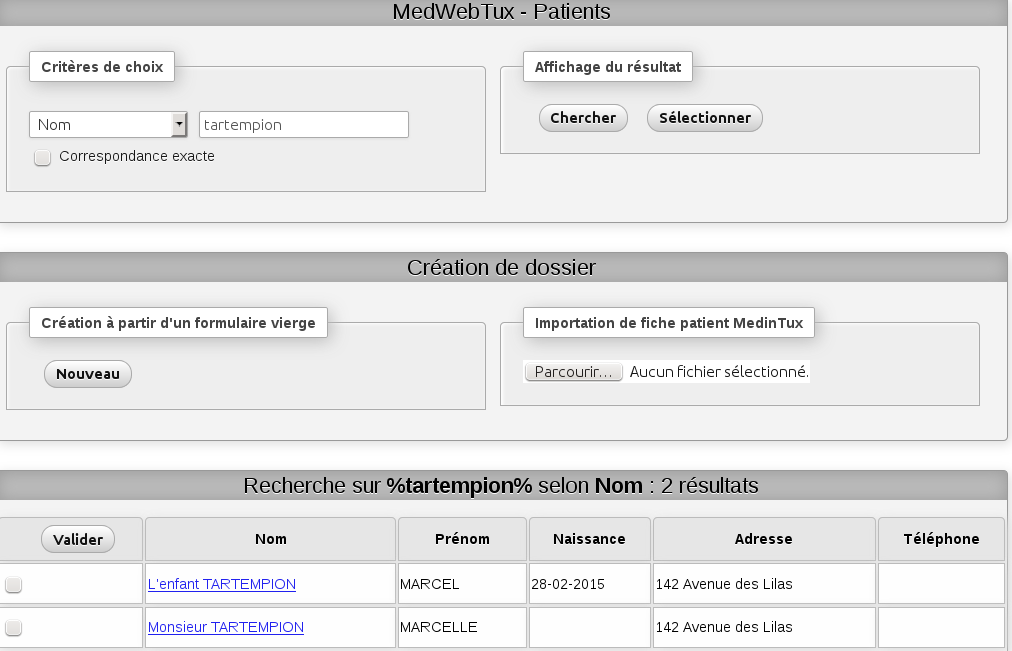 MedWebTux - Patients
Critères de choix
Affichage du résultat
Nom
tartempion
Chercher
Sélectionner
Correspondance exacte
Création de dossier
Création à partir d'un formulaire vierge
Importation de fiche patient MedinTux
Nouveau
Parcourir… Aucun fichier sélectionné.
Recherche sur %tartempion% selon Nom : 2 résultats
Valider Nom Prénom Naissance Adresse Téléphone
L'enfant TARTEMPION MARCEL 28-02-2015 142 Avenue des Lilas
Monsieur TARTEMPION MARCELLE 142 Avenue des Lilas